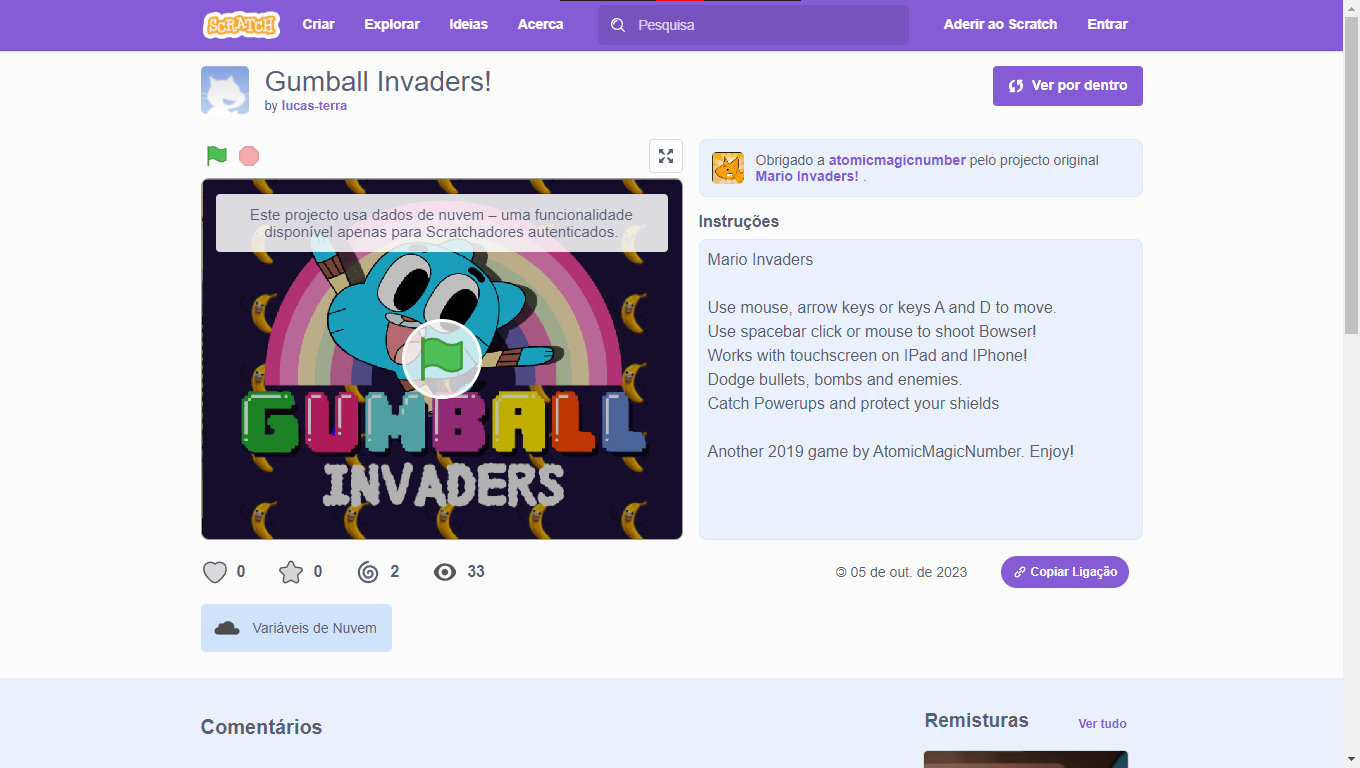 SCRATCH Criar Explorar Ideias Acerca Pesquisa Aderir ao Scratch Entrar
Gumball Invaders!
by lucas-terra
Ver por dentro
Este projecto usa dados de nuvem – uma funcionalidade
disponível apenas para Scratchadores autenticados.
GUMBALL
INVADERS
Obrigado a atomicmagicnumber pelo projecto original
Mario Invaders! .
Instruções
Mario Invaders
Use mouse, arrow keys or keys A and D to move.
Use spacebar click or mouse to shoot Bowser!
Works with touchscreen on IPad and IPhone!
Dodge bullets, bombs and enemies.
Catch Powerups and protect your shields
Another 2019 game by AtomicMagicNumber. Enjoy!
0 0 2 33
05 de out. de 2023 Copiar Ligação
Variáveis de Nuvem
Comentários
Remisturas Ver tudo